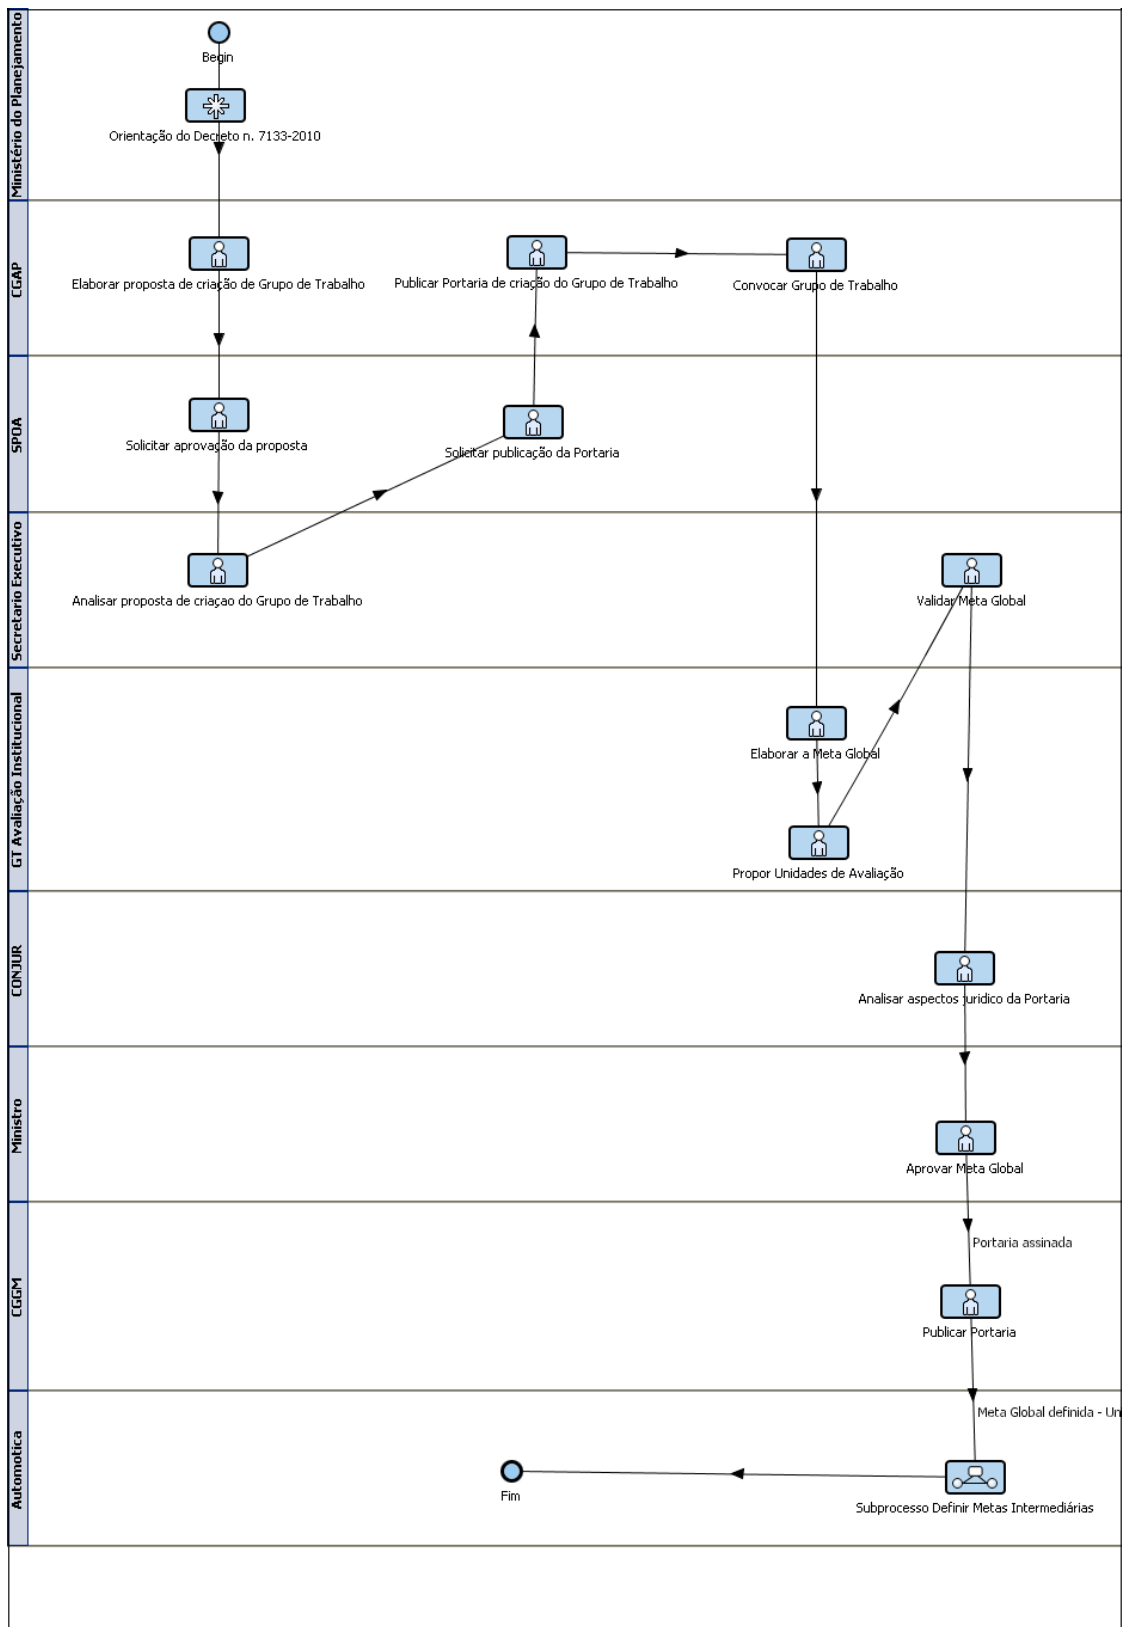 Ministério do Planejamento
Begin
Orientação do Decreto n. 7133-2010
CGAP
Elaborar proposta de criação de Grupo de Trabalho
Publicar Portaria de criação do Grupo de Trabalho
Convocar Grupo de Trabalho
SPOA
Solicitar aprovação da proposta
Solicitar publicação da Portaria
Secretario Executivo
Analisar proposta de criaçao do Grupo de Trabalho
Validar Meta Global
GT Avaliação Institucional
Elaborar a Meta Global
Propor Unidades de Avaliação
CONJUR
Analisar aspectos juridico da Portaria
Ministro
Aprovar Meta Global
CGGM
Portaria assinada
Publicar Portaria
Automotica
Meta Global definida - Un
Fim
Subprocesso Definir Metas Intermediárias